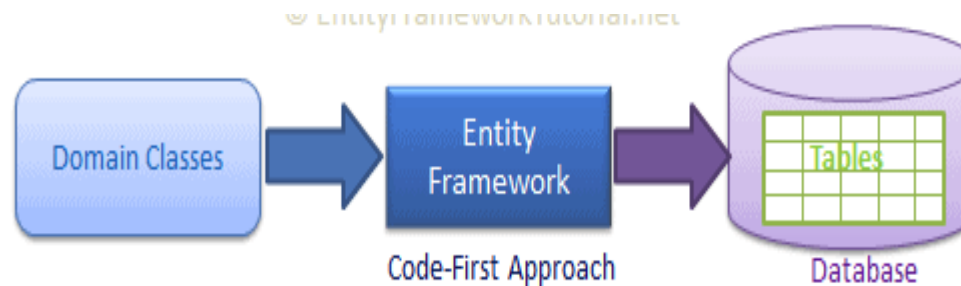 © EntityFrameworkTutorial.net
Domain Classes
Entity
Framework
Tables
Code-First Approach
Database